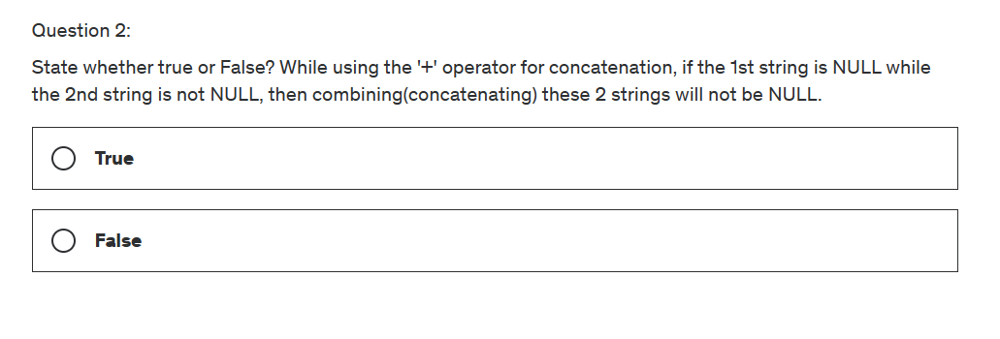 Question 2:
State whether true or False? While using the '+' operator for concatenation, if the 1st string is NULL while
the 2nd string is not NULL, then combining(concatenating) these 2 strings will not be NULL.
True
False